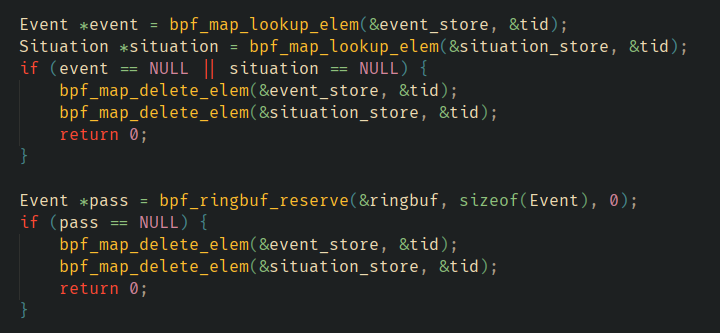 Event *event = bpf_map_lookup_elem(&event_store, &tid);
Situation *situation = bpf_map_lookup_elem(&situation_store, &tid);
if (event == NULL || situation == NULL) {
    bpf_map_delete_elem(&event_store, &tid);
    bpf_map_delete_elem(&situation_store, &tid);
    return 0;
}

Event *pass = bpf_ringbuf_reserve(&ringbuf, sizeof(Event), 0);
if (pass == NULL) {
    bpf_map_delete_elem(&event_store, &tid);
    bpf_map_delete_elem(&situation_store, &tid);
    return 0;
}